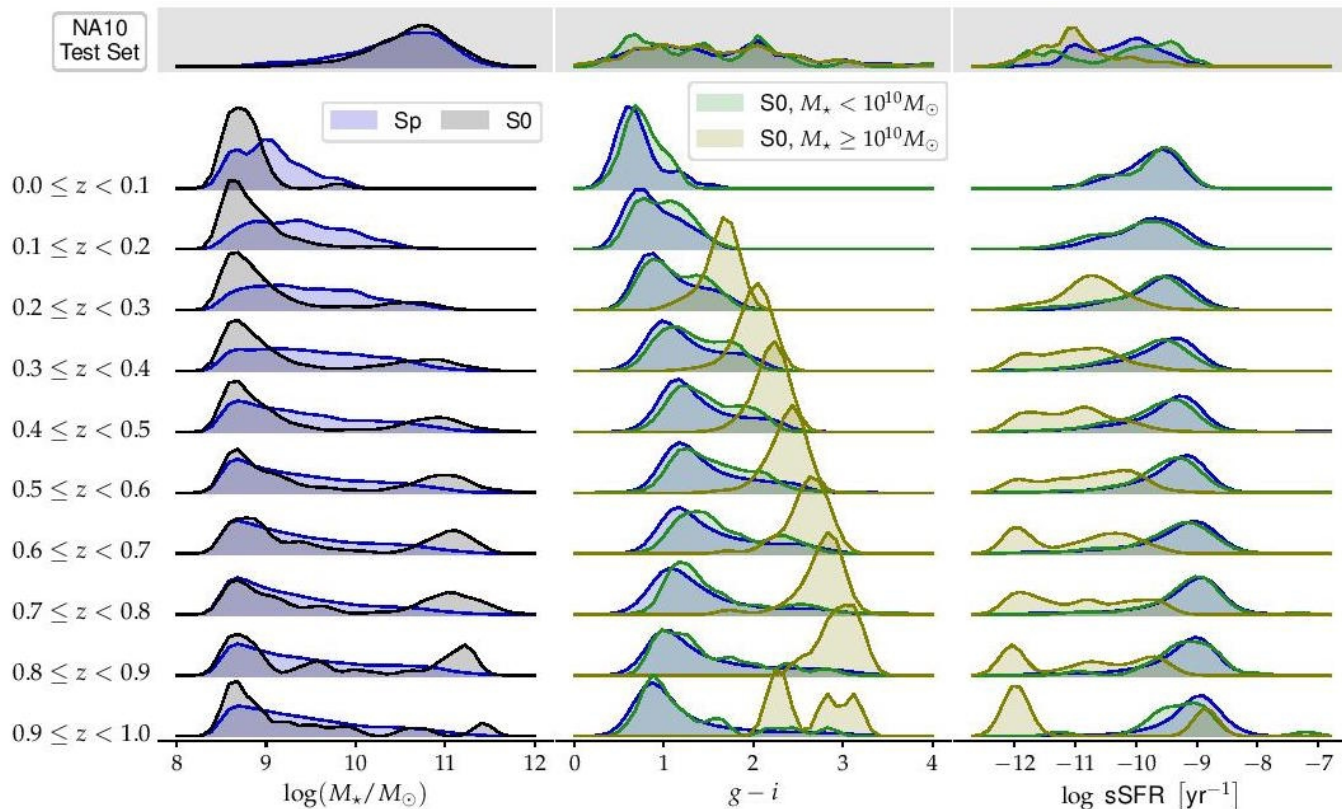 NA10
Test Set
Sp S0
S0, M⋆ < 10¹⁰M⊙
S0, M⋆ ≥ 10¹⁰M⊙
0.0 ≤ z < 0.1
0.1 ≤ z < 0.2
0.2 ≤ z < 0.3
0.3 ≤ z < 0.4
0.4 ≤ z < 0.5
0.5 ≤ z < 0.6
0.6 ≤ z < 0.7
0.7 ≤ z < 0.8
0.8 ≤ z < 0.9
0.9 ≤ z < 1.0
8 9 10 11 12
0 1 2 3 4
−12 −11 −10 −9 −8 −7
log(M⋆/M⊙)
g − i
log sSFR [yr⁻¹]